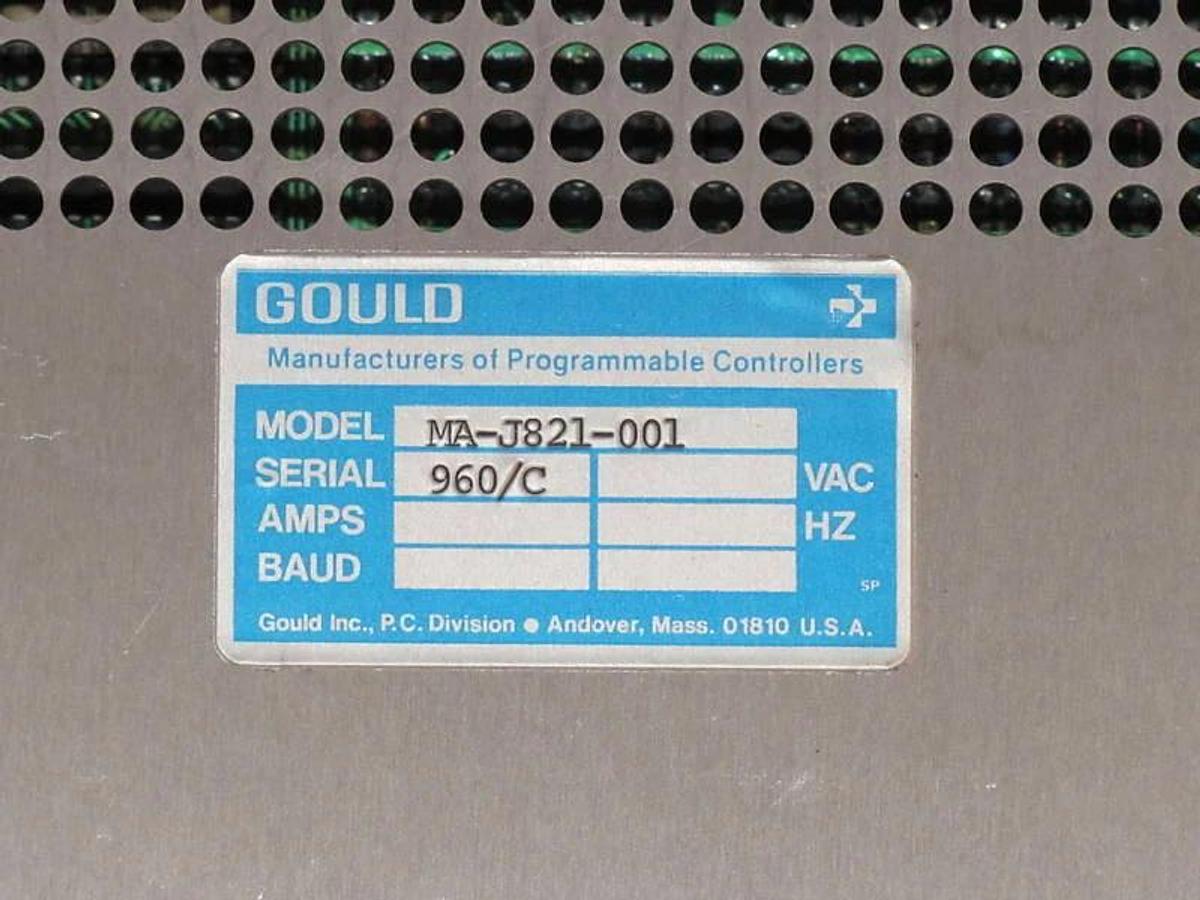 GOULD
Manufacturers of Programmable Controllers
MODEL MA-J821-001
SERIAL 960/C VAC
AMPS HZ
BAUD
SP
Gould Inc., P.C. Division ● Andover, Mass. 01810 U.S.A.